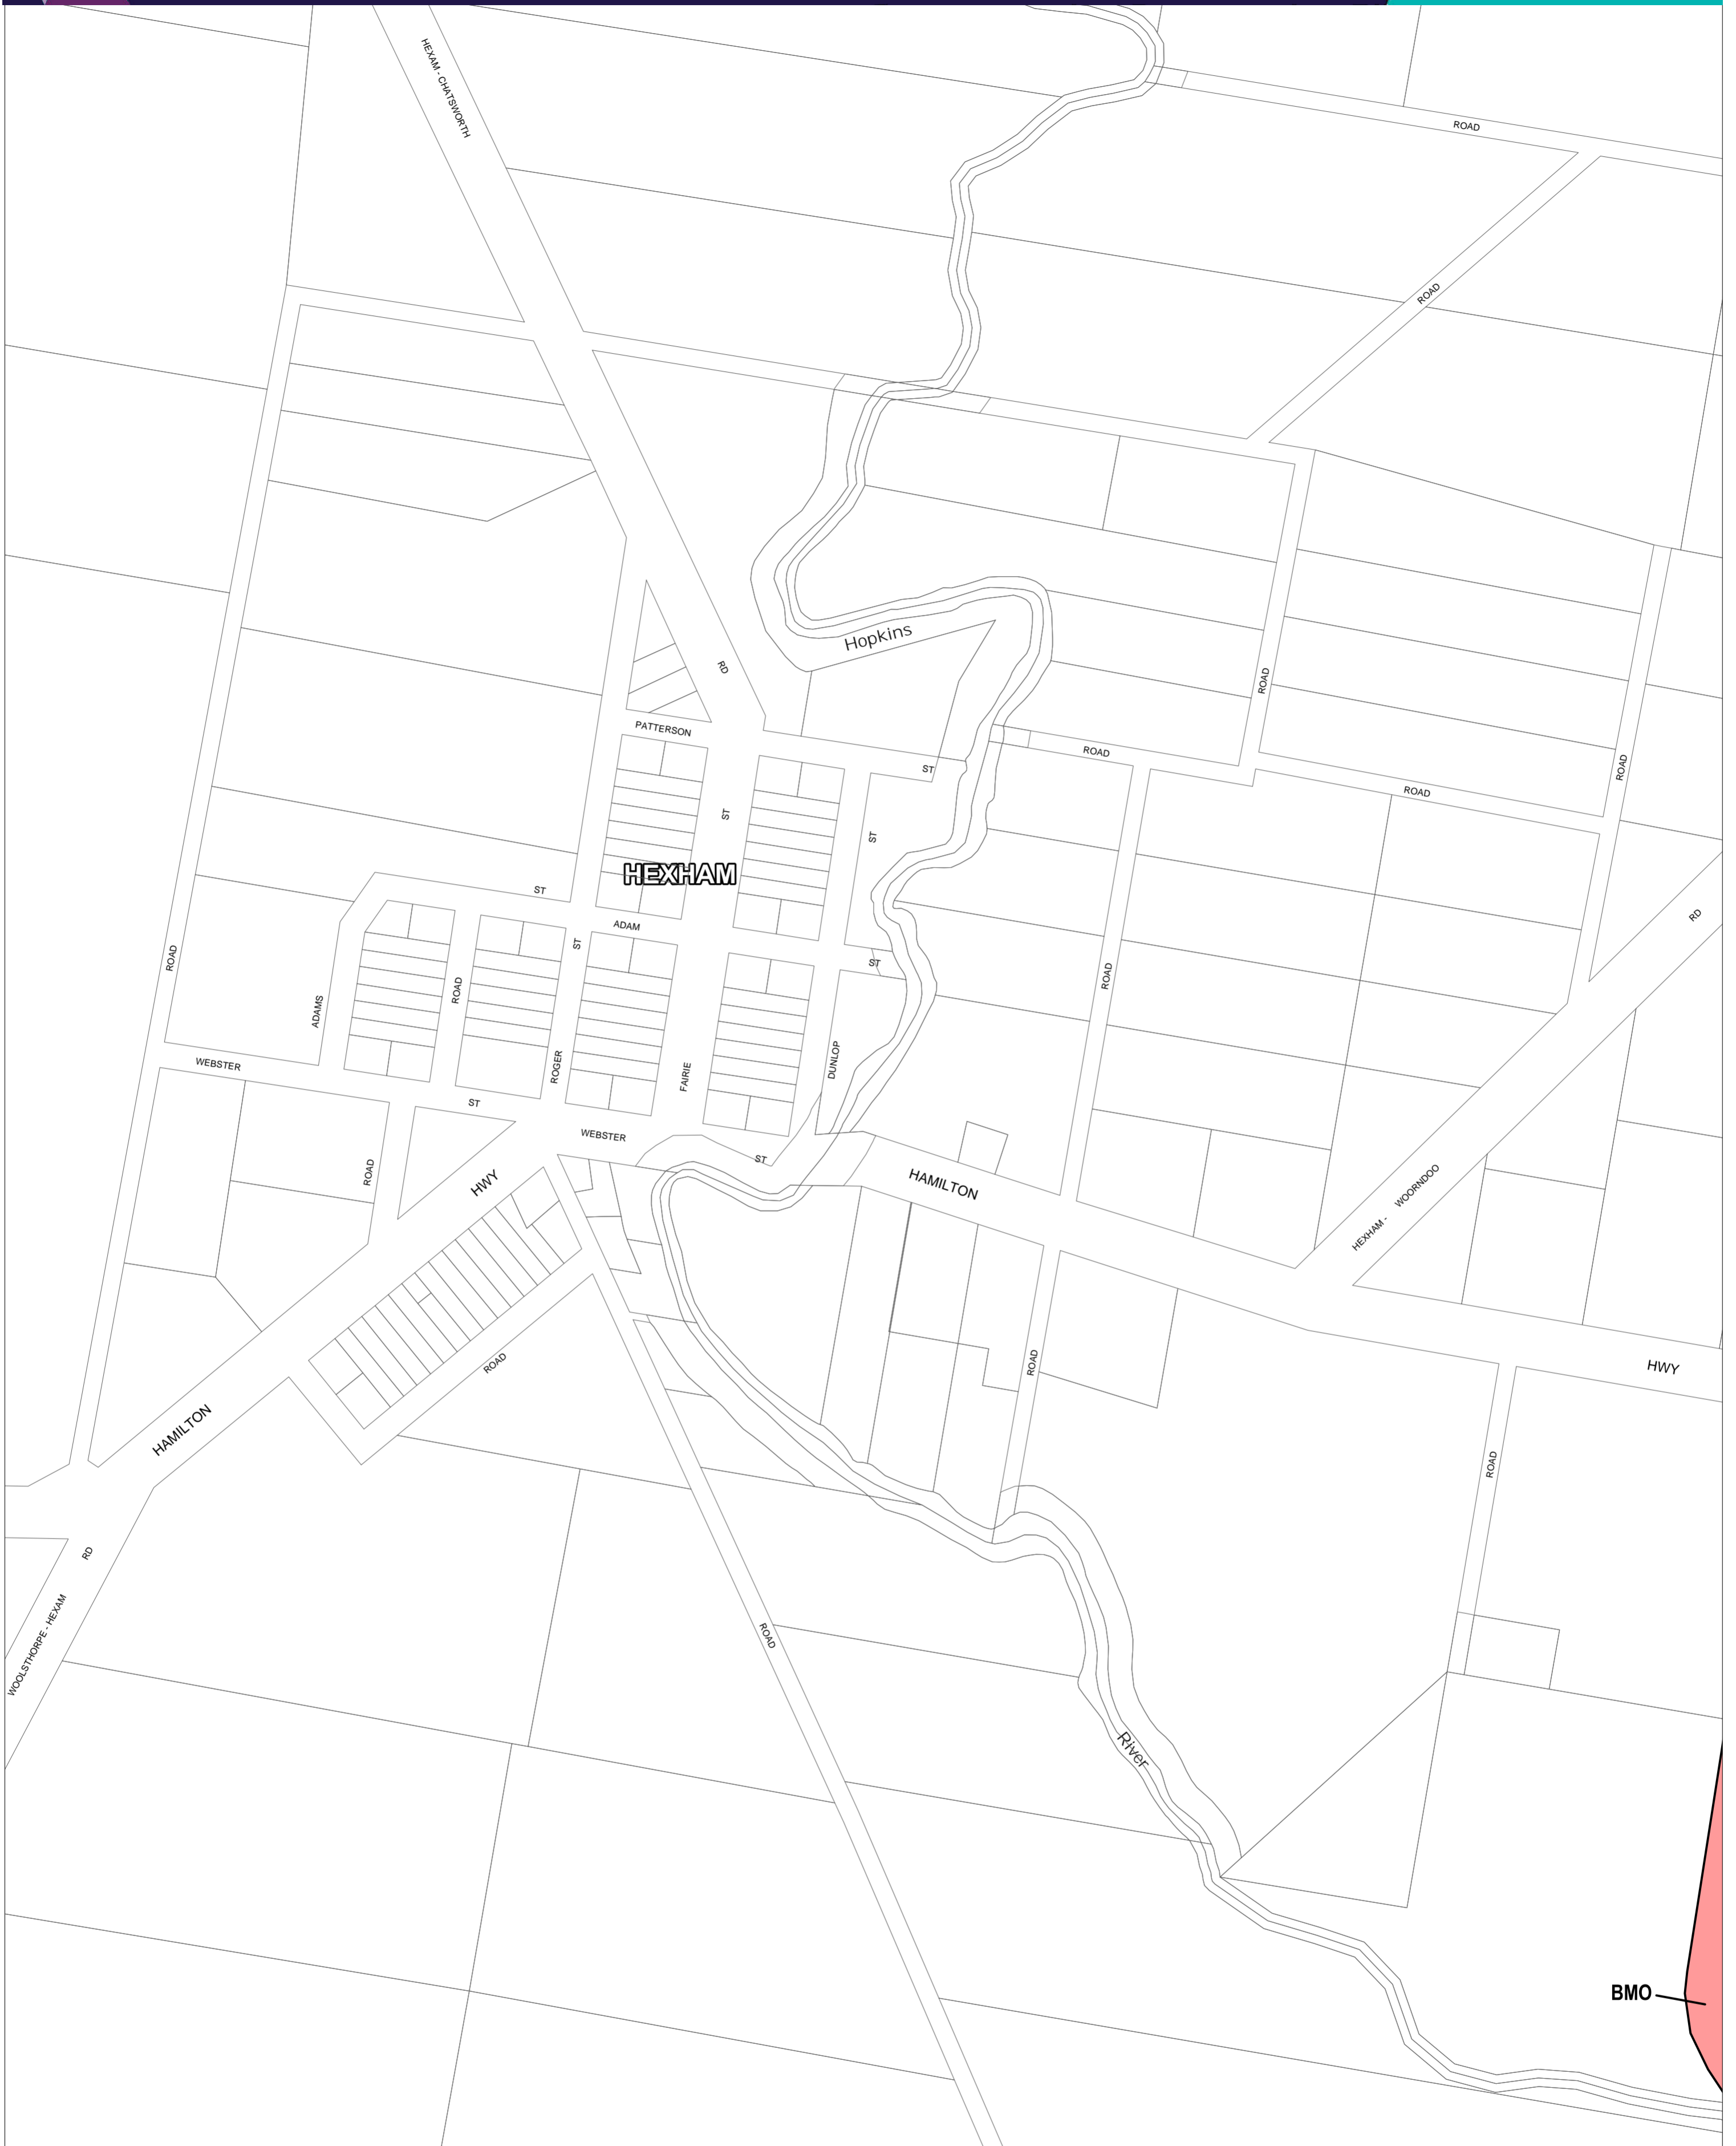 HEXAM - CHATSWORTH
ROAD
ROAD
Hopkins
RD
ROAD
PATTERSON
ROAD
ST
ROAD
ROAD
ST
ST
HEXHAM
ST
RD
ADAM
ST
ROAD
ST
ROAD
ROAD
ADAMS
DUNLOP
WEBSTER
ROGER
FAIRIE
ST
WEBSTER
ST
ROAD
HWY
HAMILTON
HEXHAM - WOORNDOO
ROAD
ROAD
HWY
HAMILTON
ROAD
RD
WOOLSTHORPE - HEXAM
ROAD
River
BMO